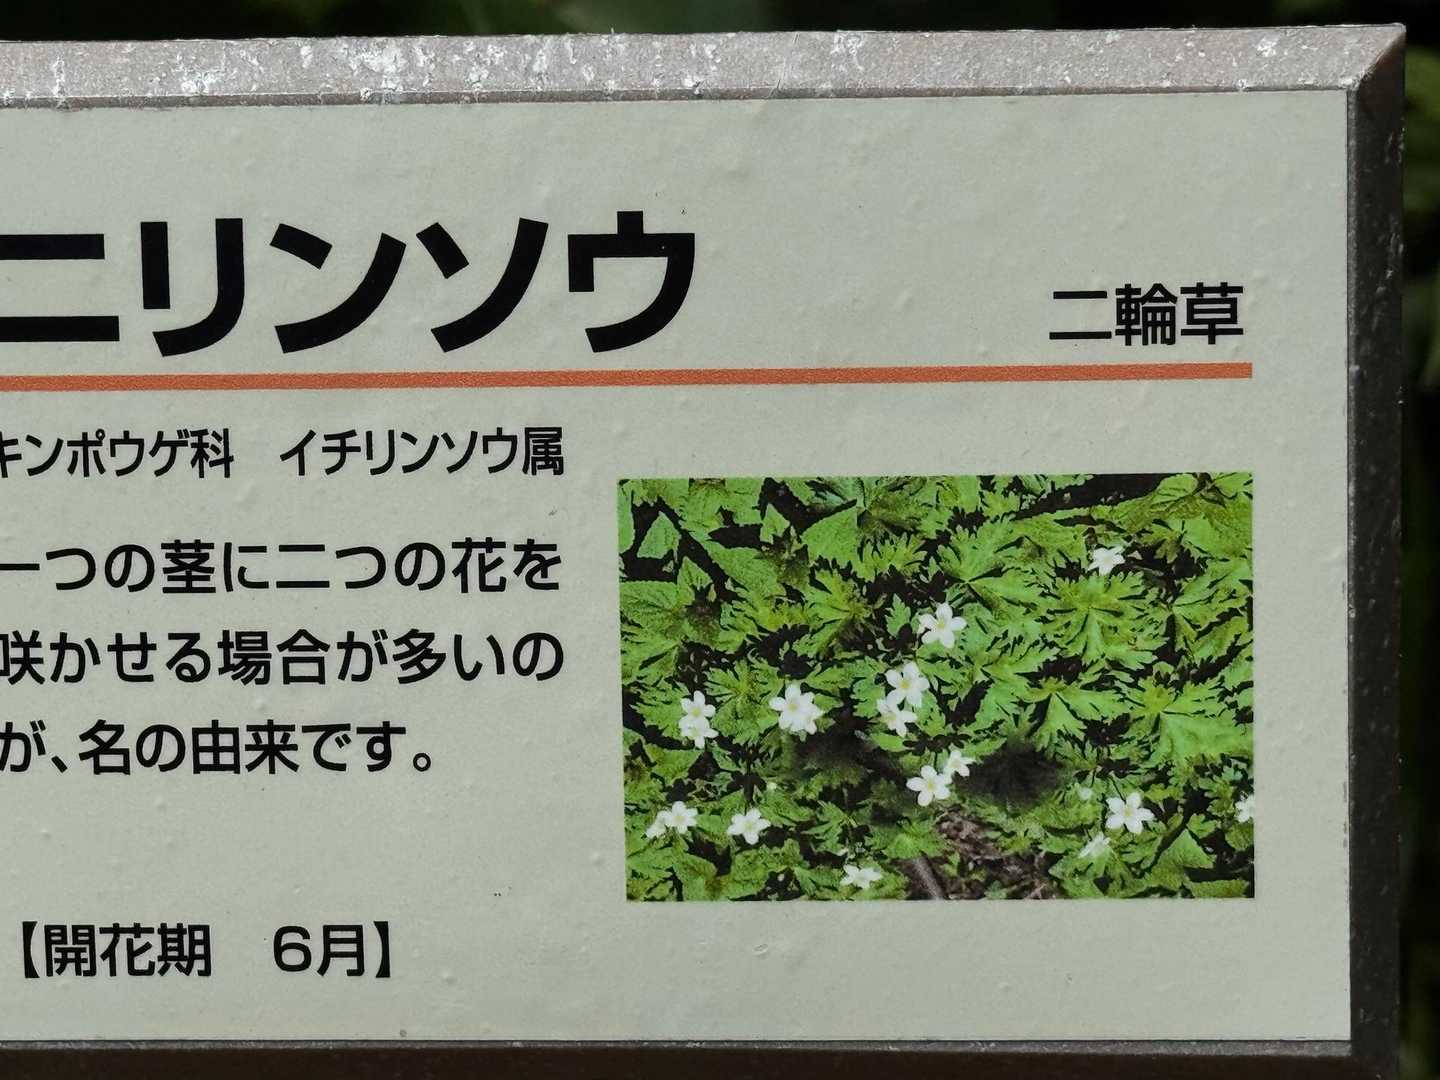 ニリンソウ
二輪草
キンポウゲ科　イチリンソウ属
一つの茎に二つの花を
咲かせる場合が多いの
が、名の由来です。
【開花期　6月】